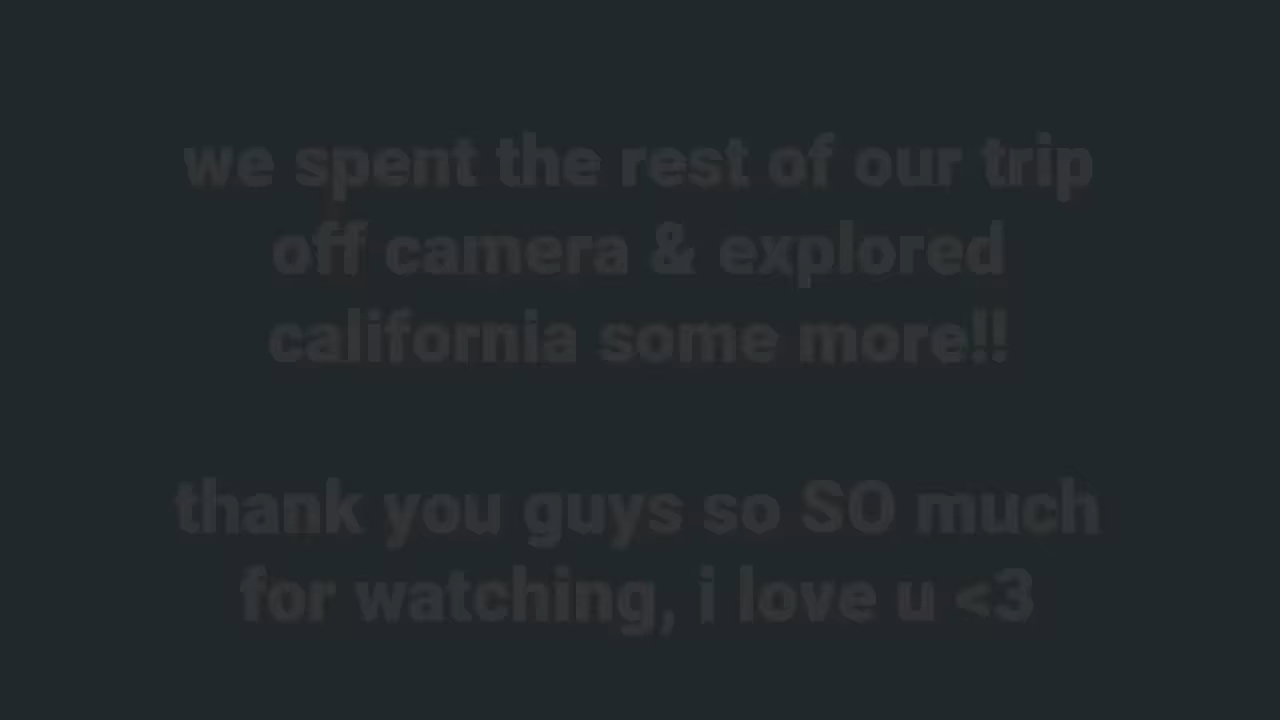 we spent the rest of our trip
off camera & explored
california some more!!
thank you guys so SO much
for watching, i love u <3